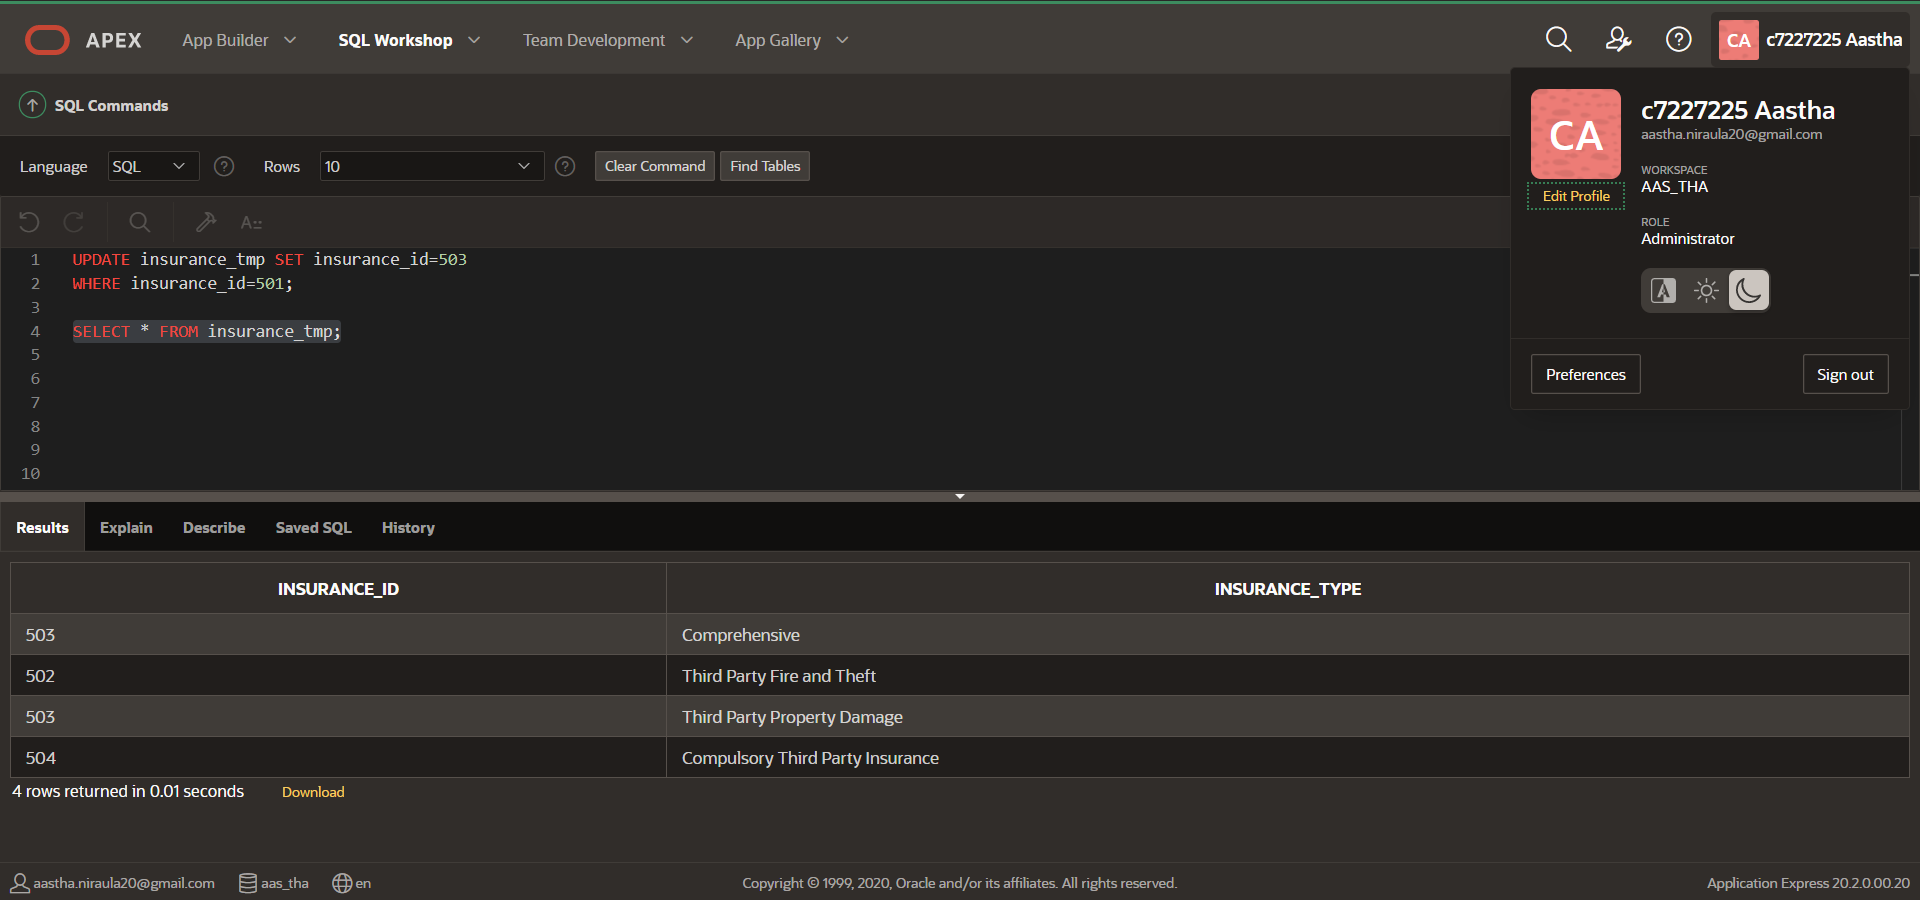 APEX App Builder SQL Workshop Team Development App Gallery CA c7227225 Aastha
SQL Commands
CA
c7227225 Aastha
aastha.niraula20@gmail.com
WORKSPACE
AAS_THA
Edit Profile
ROLE
Administrator
Preferences Sign out
Language SQL ? Rows 10 ? Clear Command Find Tables
A::
1 UPDATE insurance_tmp SET insurance_id=503
2 WHERE insurance_id=501;
3
4 SELECT * FROM insurance_tmp;
5
6
7
8
9
10
Results Explain Describe Saved SQL History
INSURANCE_ID INSURANCE_TYPE
503 Comprehensive
502 Third Party Fire and Theft
503 Third Party Property Damage
504 Compulsory Third Party Insurance
4 rows returned in 0.01 seconds Download
aastha.niraula20@gmail.com aas_tha en Copyright © 1999, 2020, Oracle and/or its affiliates. All rights reserved. Application Express 20.2.0.00.20